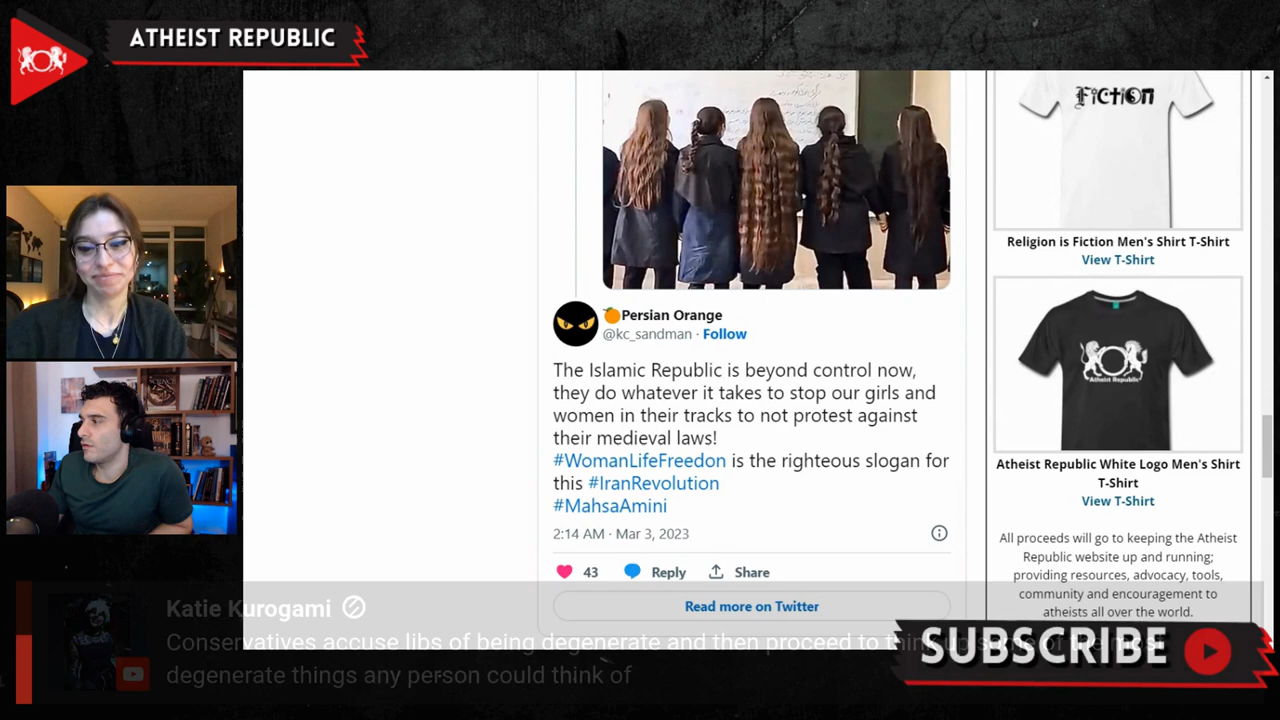 ATHEIST REPUBLIC
FiCTiON
Religion is Fiction Men's Shirt T-Shirt
View T-Shirt
🍊Persian Orange
@kc_sandman · Follow
The Islamic Republic is beyond control now,
they do whatever it takes to stop our girls and
women in their tracks to not protest against
their medieval laws!
#WomanLifeFreedon is the righteous slogan for
this #IranRevolution
#MahsaAmini
2:14 AM · Mar 3, 2023
43 Reply Share
Read more on Twitter
Atheist Republic
Atheist Republic White Logo Men's Shirt
T-Shirt
View T-Shirt
All proceeds will go to keeping the Atheist
Republic website up and running;
providing resources, advocacy, tools,
community and encouragement to
atheists all over the world.
Katie Kurogami
Conservatives accuse libs of being degenerate and then proceed to
degenerate things any person could think of
SUBSCRIBE